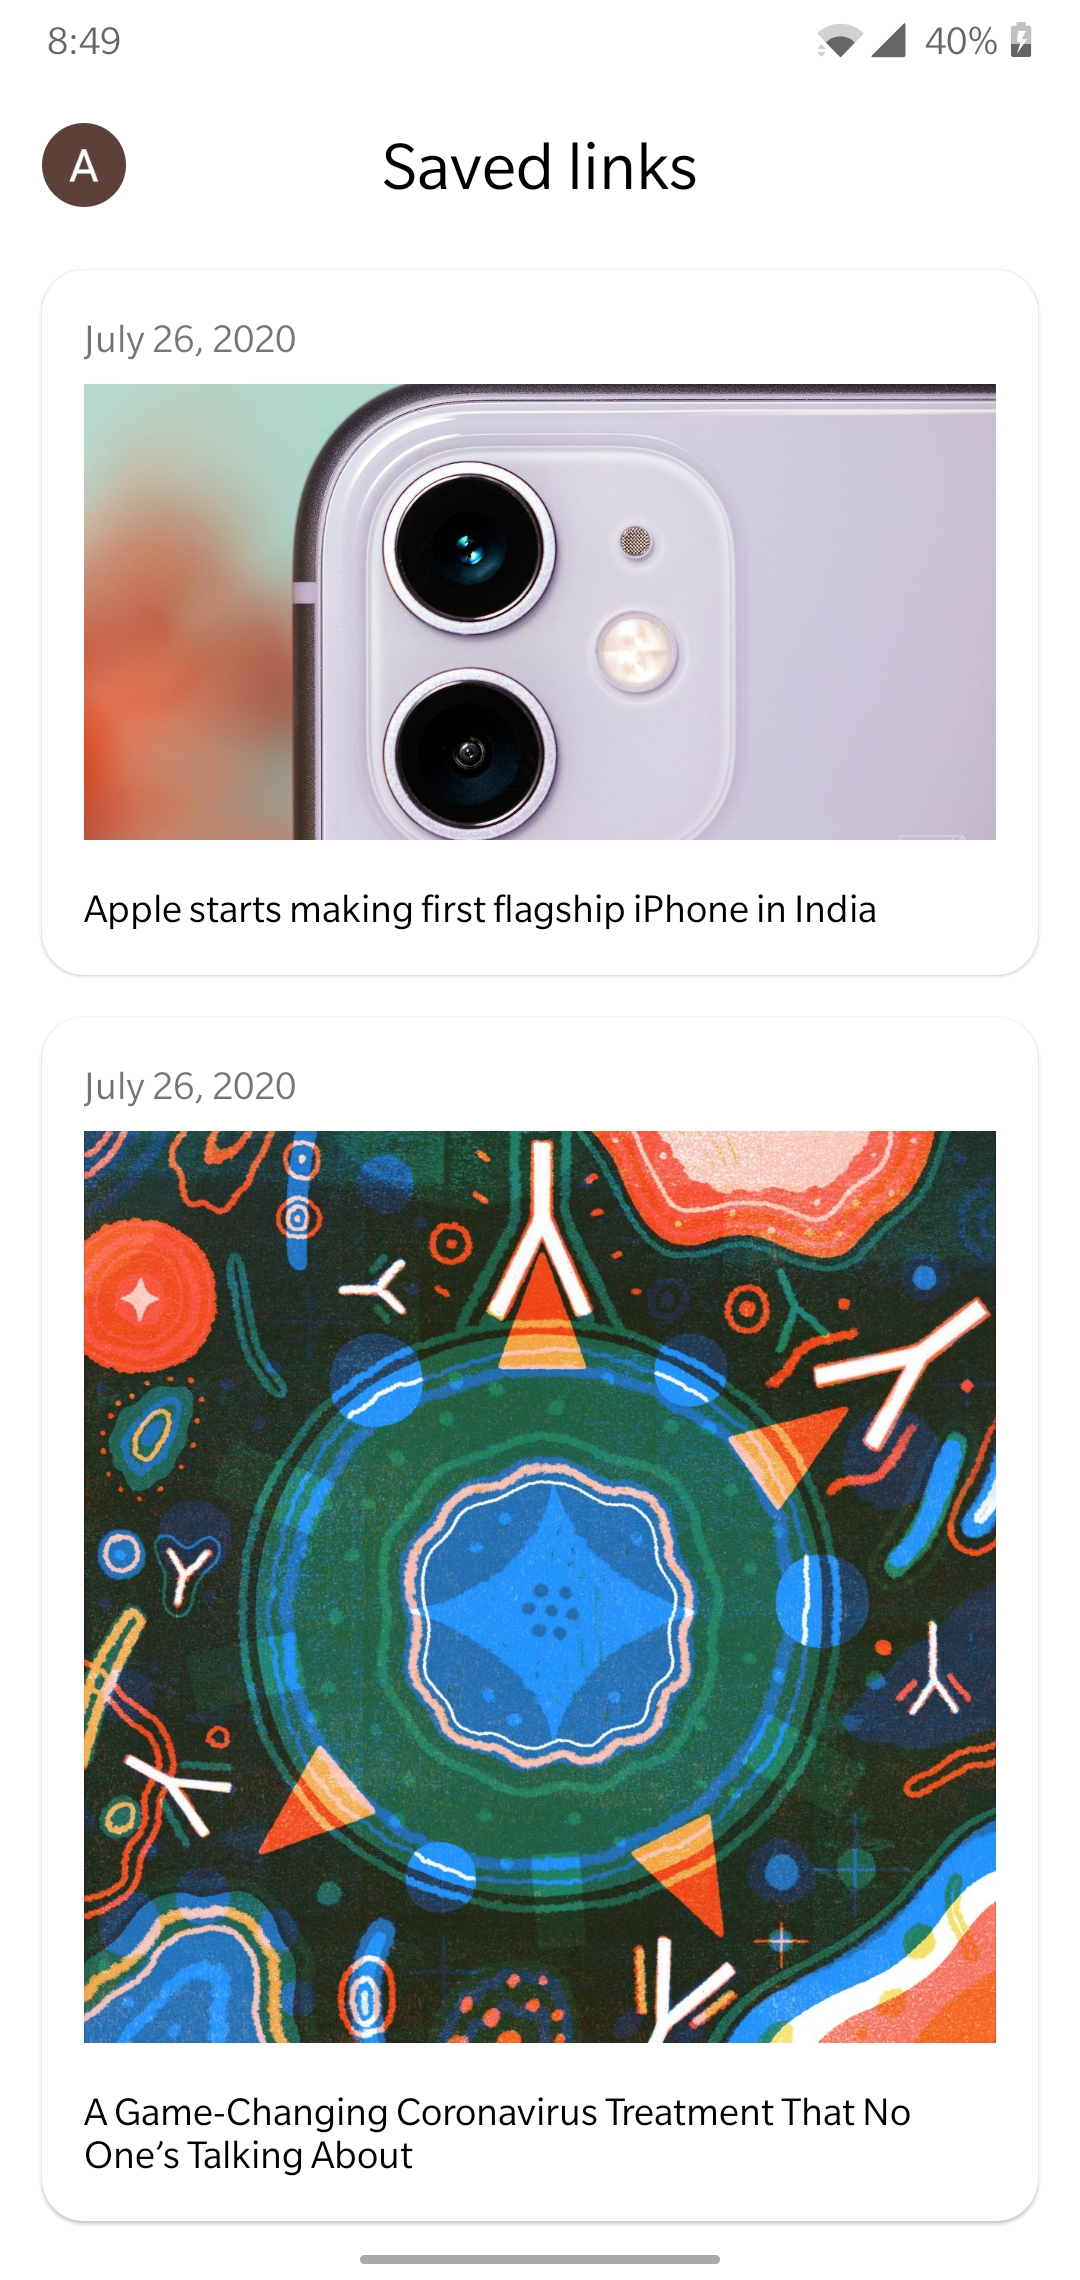 8:49
40%
A
Saved links
July 26, 2020
Apple starts making first flagship iPhone in India
July 26, 2020
A Game-Changing Coronavirus Treatment That No
One’s Talking About